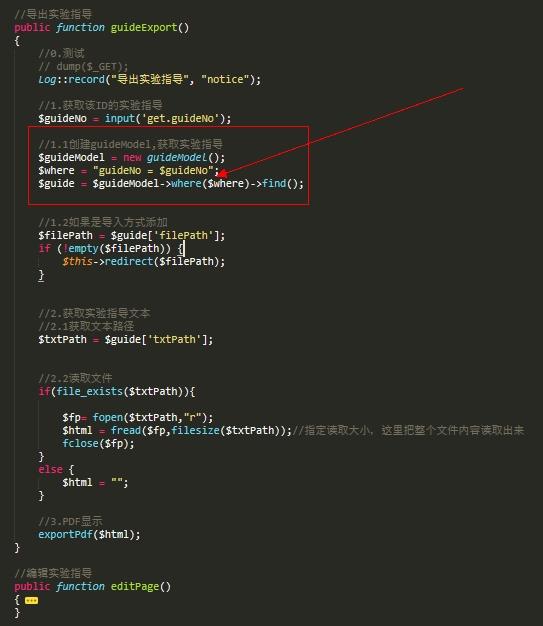 //导出实验指导
public function guideExport()
{
//0.测试
// dump($_GET);
Log::record("导出实验指导", "notice");
//1.获取该ID的实验指导
$guideNo = input('get.guideNo');
//1.1创建guideModel,获取实验指导
$guideModel = new guideModel();
$where = "guideNo = $guideNo";
$guide = $guideModel->where($where)->find();
//1.2如果是导入方式添加
$filePath = $guide['filePath'];
if (!empty($filePath)) {
$this->redirect($filePath);
}
//2.获取实验指导文本
//2.1获取文本路径
$txtPath = $guide['txtPath'];
//2.2读取文件
if(file_exists($txtPath)){
$fp= fopen($txtPath,"r");
$html = fread($fp,filesize($txtPath));//指定读取大小，这里把整个文件内容读取出来
fclose($fp);
}
else {
$html = "";
}
//3.PDF显示
exportPdf($html);
}
//编辑实验指导
public function editPage()
{
}